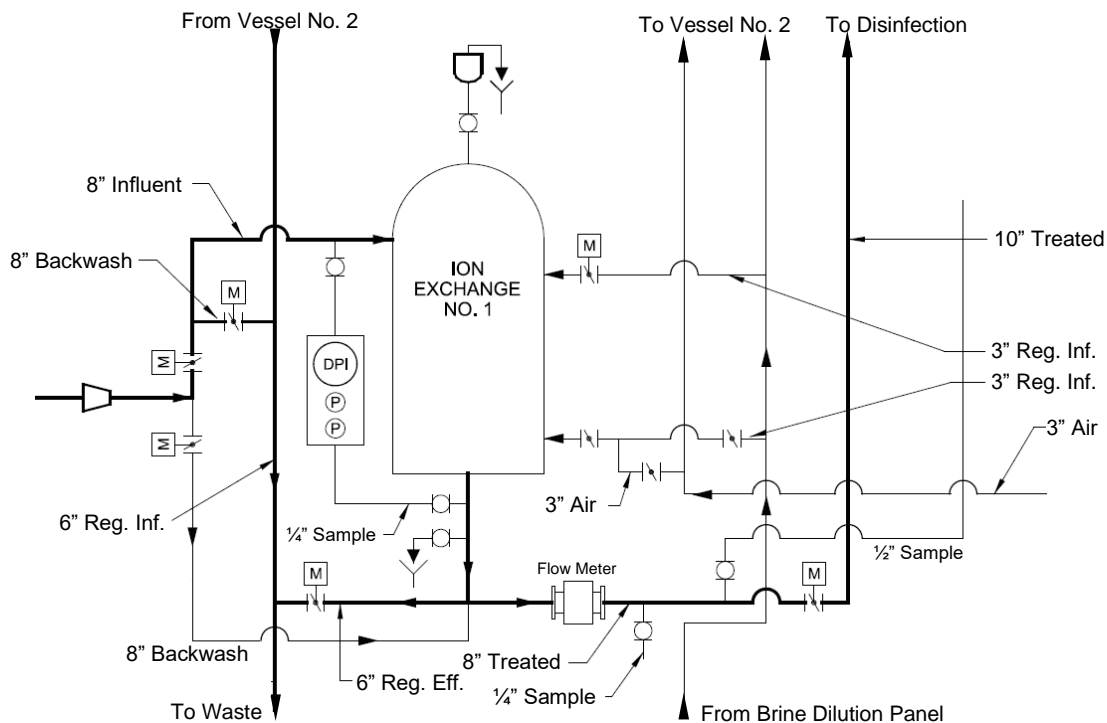 From Vessel No. 2
To Vessel No. 2
To Disinfection
8” Influent
8” Backwash
M
M
M
M
ION
EXCHANGE
NO. 1
DPI
P
P
10” Treated
3” Reg. Inf.
3” Reg. Inf.
3” Air
3” Air
6” Reg. Inf.
¼” Sample
½” Sample
M
Flow Meter
M
8” Backwash
8” Treated
6” Reg. Eff.
¼” Sample
To Waste
From Brine Dilution Panel